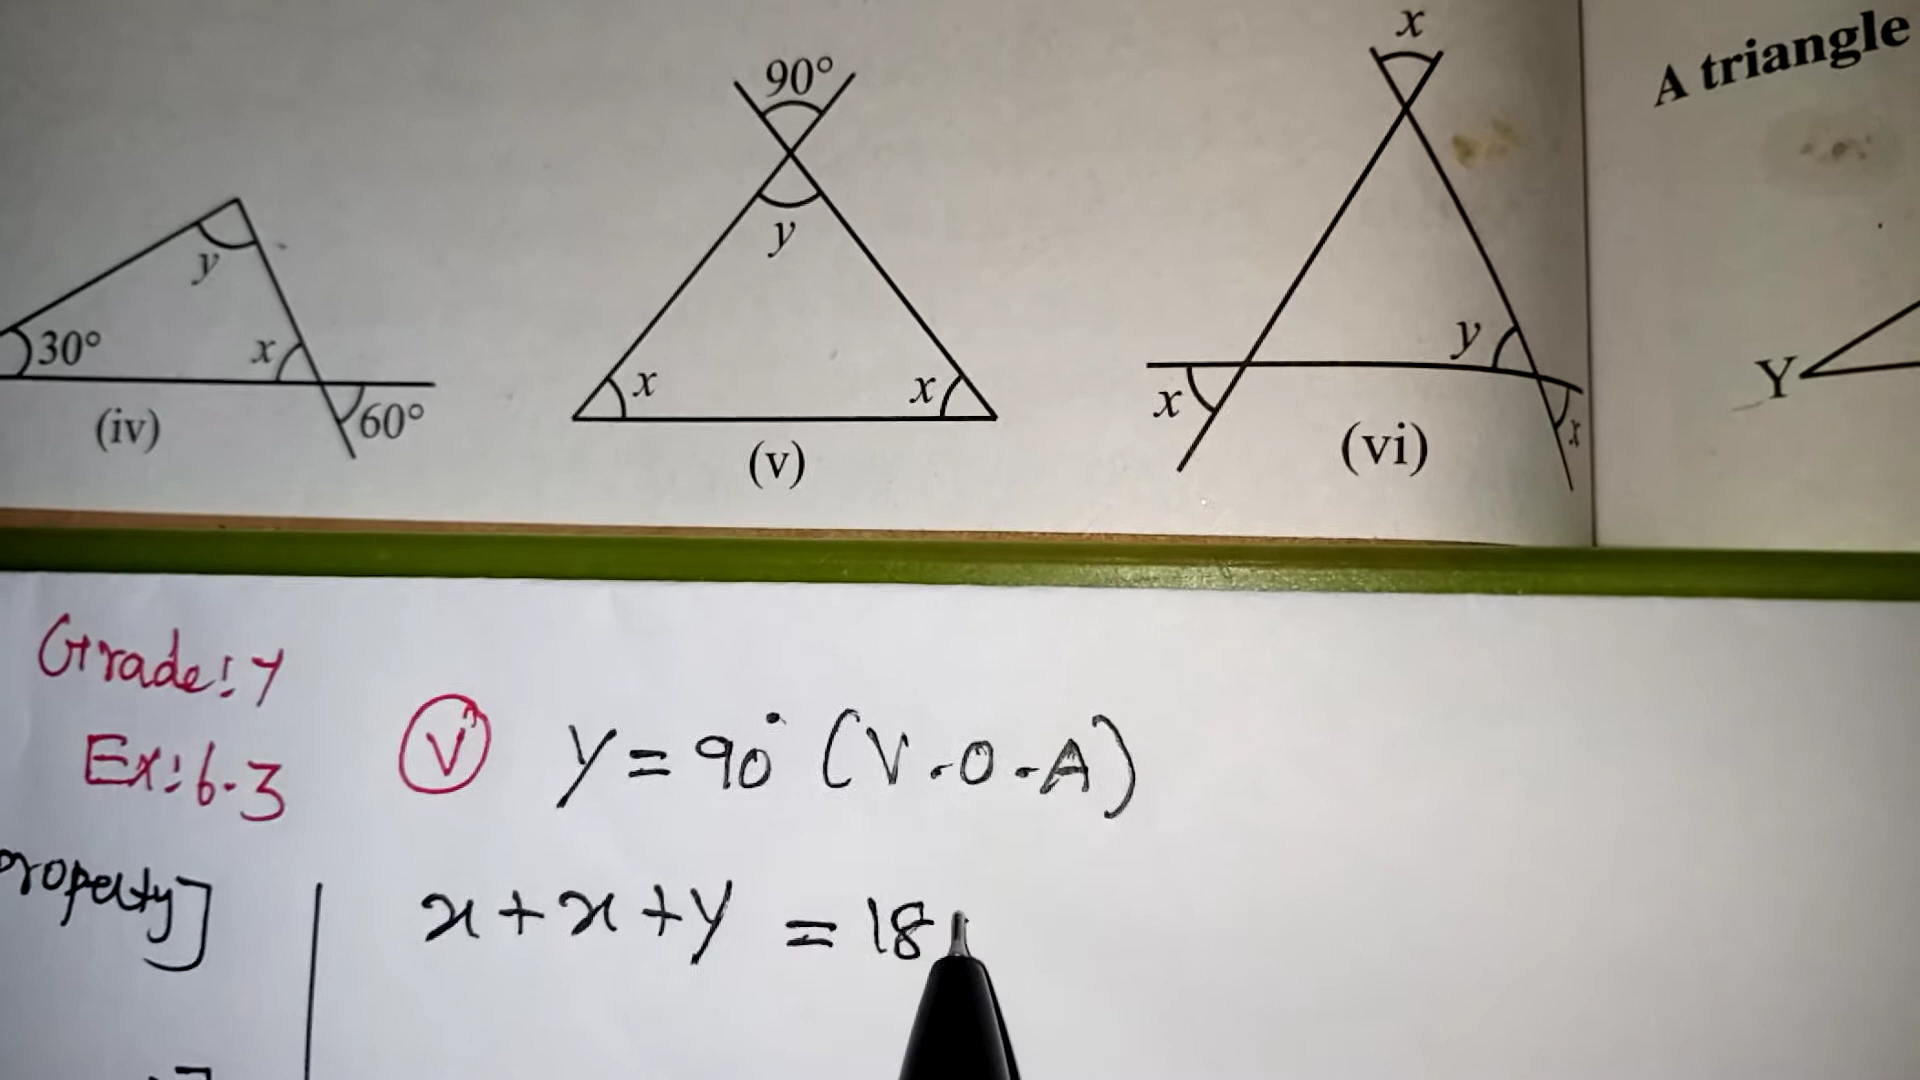 90°
x
A triangle
y
y
30°
x
60°
x
x
y
x
x
Y
(iv)
(v)
(vi)
Grade: 7
Ex: 6.3
(v) y = 90° (V.O.A)
roperty]
x + x + y = 18